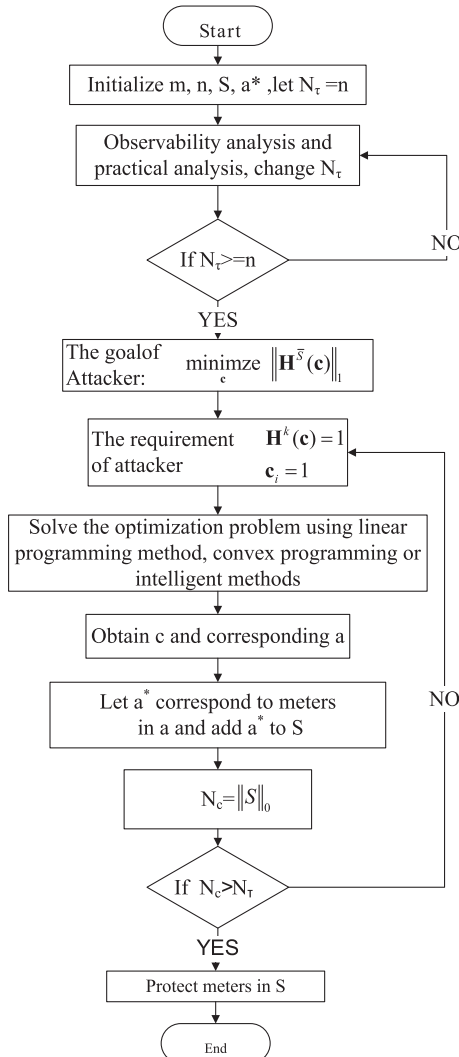 Start
Initialize m, n, S, a* ,let N_τ =n
Observability analysis and
practical analysis, change N_τ
If N_τ>=n
NO
YES
The goalof
Attacker:
minimze ‖H^S̄(c)‖₁
c
The requirement
of attacker
H^k(c)=1
c_i=1
Solve the optimization problem using linear
programming method, convex programming or
intelligent methods
Obtain c and corresponding a
Let a* correspond to meters
in a and add a* to S
NO
N_c=‖S‖₀
If N_c>N_τ
YES
Protect meters in S
End